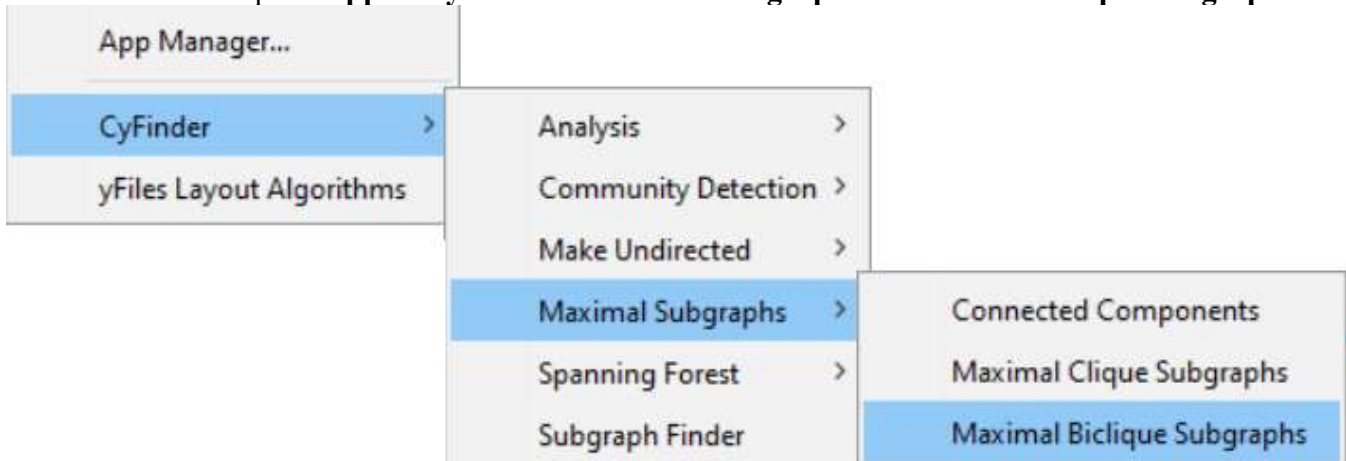 App Manager...
CyFinder >
yFiles Layout Algorithms
Analysis >
Community Detection >
Make Undirected >
Maximal Subgraphs >
Spanning Forest >
Subgraph Finder
Connected Components
Maximal Clique Subgraphs
Maximal Biclique Subgraphs